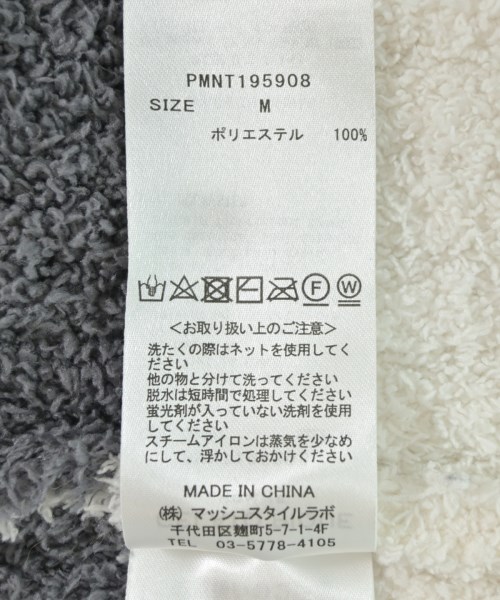 PMNT195908
SIZE M
ポリエステル 100%
F W
＜お取り扱い上のご注意＞
洗たくの際はネットを使用してく
ださい
他の物と分けて洗ってください
脱水は短時間で処理してください
蛍光剤が入っていない洗剤を使用
してください
スチームアイロンは蒸気を少なめ
にして、浮かしておかけください
MADE IN CHINA
㈱ マッシュスタイルラボ
千代田区麹町5-7-1-4F
TEL 03-5778-4105